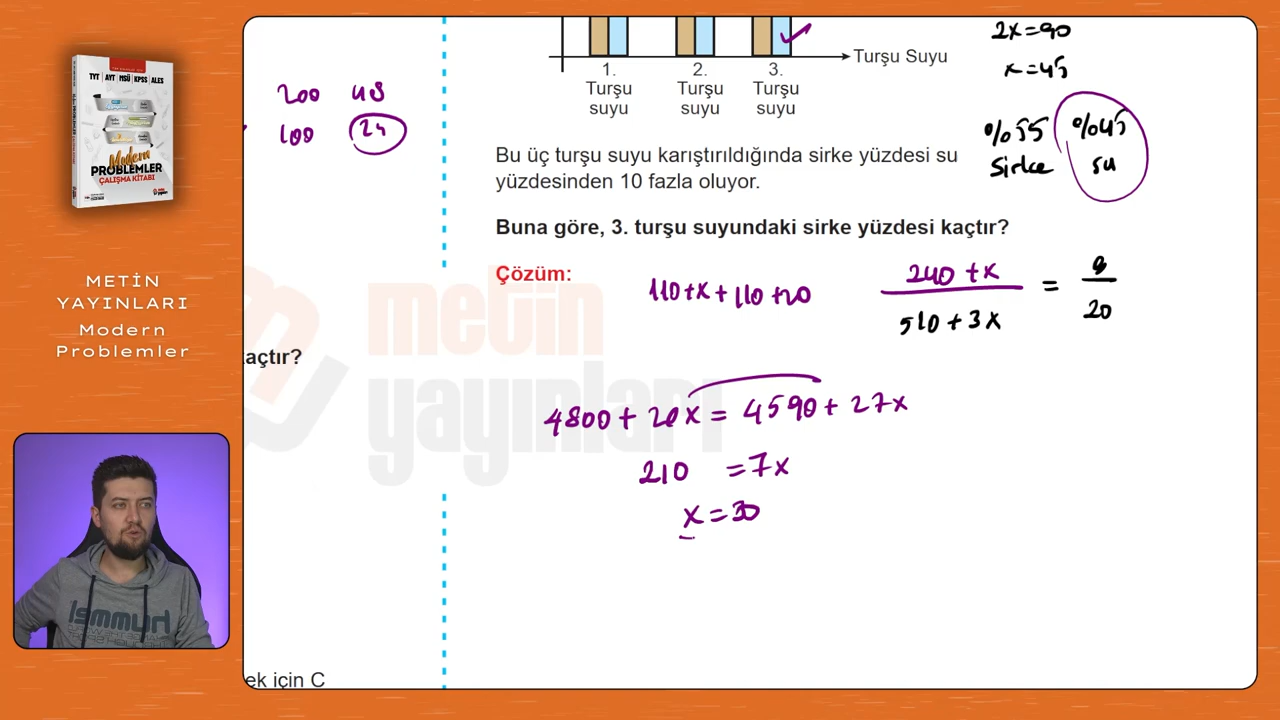 TYT AYT MSÜ KPSS ALES
Modern
PROBLEMLER
ÇALIŞMA KİTABI
METİN
YAYINLARI
Modern
Problemler
200 48
100 24
açtır?
ek için C
1. 2. 3.
Turşu Turşu Turşu
suyu suyu suyu
Turşu Suyu
2x=90
x=45
%55 %45
Sirke su
Bu üç turşu suyu karıştırıldığında sirke yüzdesi su
yüzdesinden 10 fazla oluyor.
Buna göre, 3. turşu suyundaki sirke yüzdesi kaçtır?
Çözüm:
110+x+110+20
240+x
510+3x
=
9
20
metin
yayınları
4800+20x=4590+27x
210 =7x
x=30